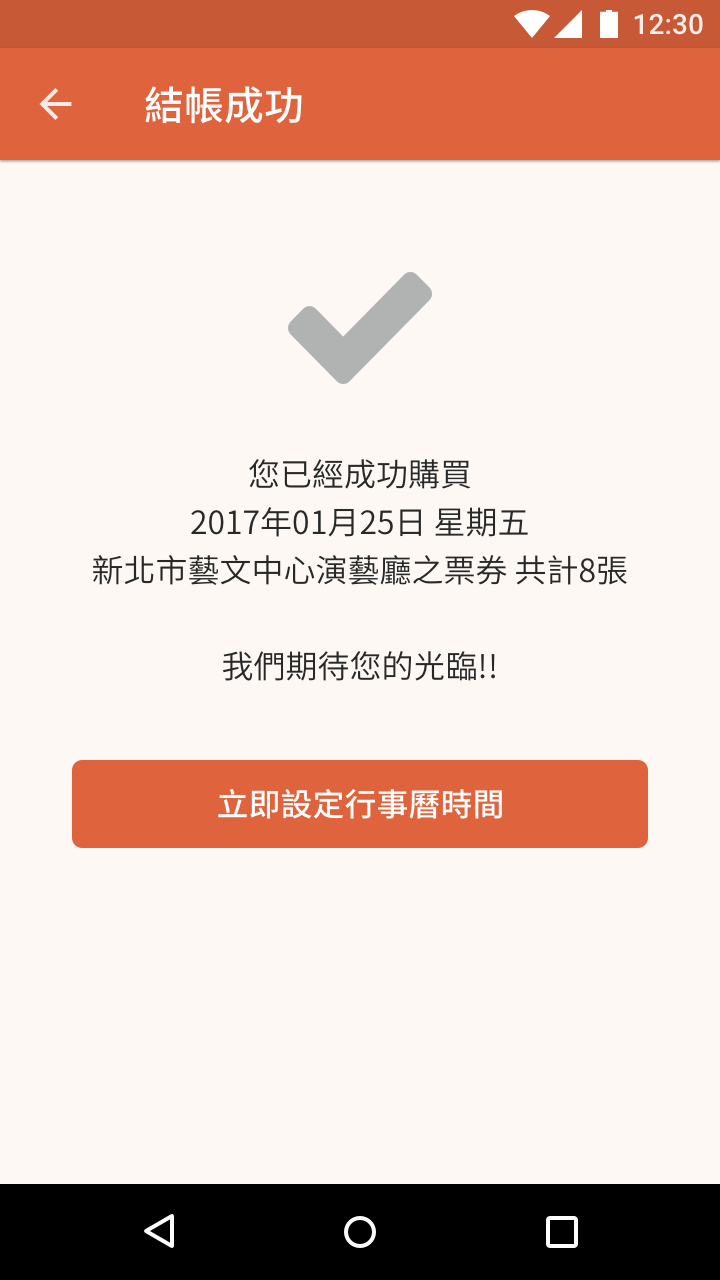 12:30
結帳成功
您已經成功購買
2017年01月25日 星期五
新北市藝文中心演藝廳之票券 共計8張
我們期待您的光臨!!
立即設定行事曆時間